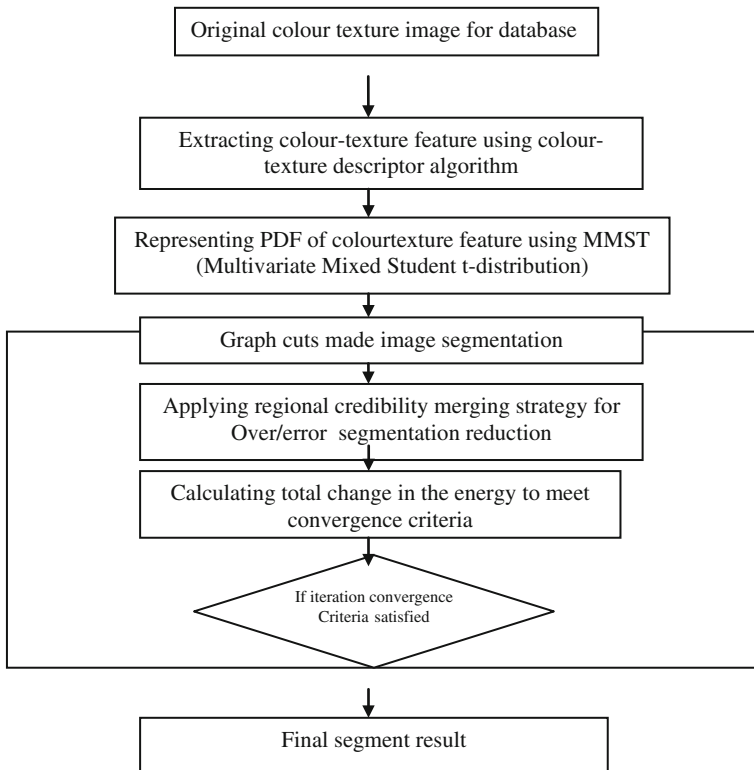 Original colour texture image for database
Extracting colour-texture feature using colour-
texture descriptor algorithm
Representing PDF of colourtexture feature using MMST
(Multivariate Mixed Student t-distribution)
Graph cuts made image segmentation
Applying regional credibility merging strategy for
Over/error segmentation reduction
Calculating total change in the energy to meet
convergence criteria
If iteration convergence
Criteria satisfied
Final segment result